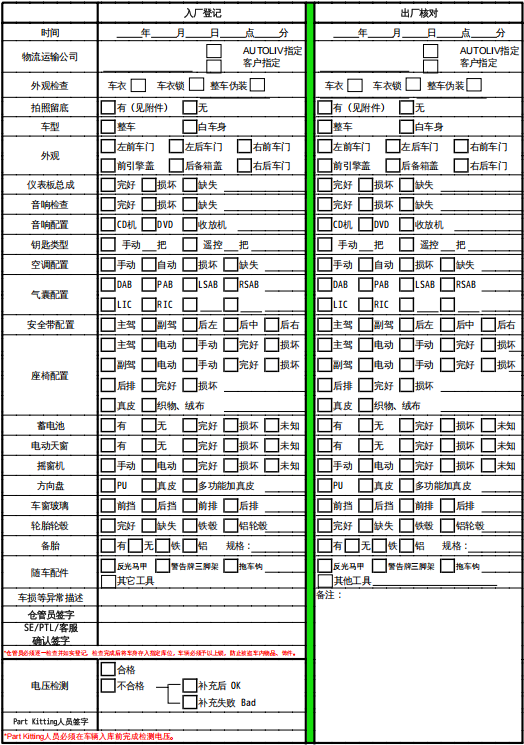 入厂登记 出厂核对
时间 ____年____月____日____点____分 ____年____月____日____点____分
物流运输公司 AUTOLIV指定 AUTOLIV指定
客户指定 客户指定
外观检查 车衣 车衣锁 整车伪装 车衣 车衣锁 整车伪装
拍照留底 有（见附件） 无 有（见附件） 无
车型 整车 白车身 整车 白车身
外观 左前车门 左后车门 右前车门 左前车门 左后车门 右前车门
前引擎盖 后备箱盖 右后车门 前引擎盖 后备箱盖 右后车门
仪表板总成 完好 损坏 缺失 完好 损坏 缺失
音响检查 完好 损坏 缺失 完好 损坏 缺失
音响配置 CD机 DVD 收放机 CD机 DVD 收放机
钥匙类型 手动__把 遥控__把 手动__把 遥控__把
空调配置 手动 自动 损坏 缺失 手动 自动 损坏 缺失
气囊配置 DAB PAB LSAB RSAB DAB PAB LSAB RSAB
LIC RIC LIC RIC
安全带配置 主驾 副驾 后左 后中 后右 主驾 副驾 后左 后中 后右
座椅配置 主驾 电动 手动 完好 损坏 主驾 电动 手动 完好 损坏
副驾 电动 手动 完好 损坏 副驾 电动 手动 完好 损坏
后排 完好 损坏 后排 完好 损坏
真皮 织物、绒布 真皮 织物、绒布
蓄电池 有 无 完好 损坏 未知 有 无 完好 损坏 未知
电动天窗 有 无 完好 损坏 未知 有 无 完好 损坏 未知
摇窗机 手动 电动 完好 损坏 未知 手动 电动 完好 损坏 未知
方向盘 PU 真皮 多功能加真皮 PU 真皮 多功能加真皮
车窗玻璃 前挡 后挡 前排 后排 前挡 后挡 前排 后排
轮胎轮毂 完好 缺失 铁毂 铝轮毂 完好 缺失 铁毂 铝轮毂
备胎 有 无 铁 铝 规格： 有 无 铁 铝 规格：
随车配件 反光马甲 警告牌三脚架 拖车钩 反光马甲 警告牌三脚架 拖车钩
其它工具 其他工具
车损等异常描述 备注：
仓管员签字
SE/PTL/客服
确认签字
*仓管员必须逐一检查并如实登记，检查完成后将车身存入指定库位，车辆必须予以上锁，防止被盗车内物品、饰件。
电压检测 合格
不合格 补充后 OK
补充失败 Bad
Part Kitting人员签字
*Part Kitting人员必须在车辆入库前完成检测电压。